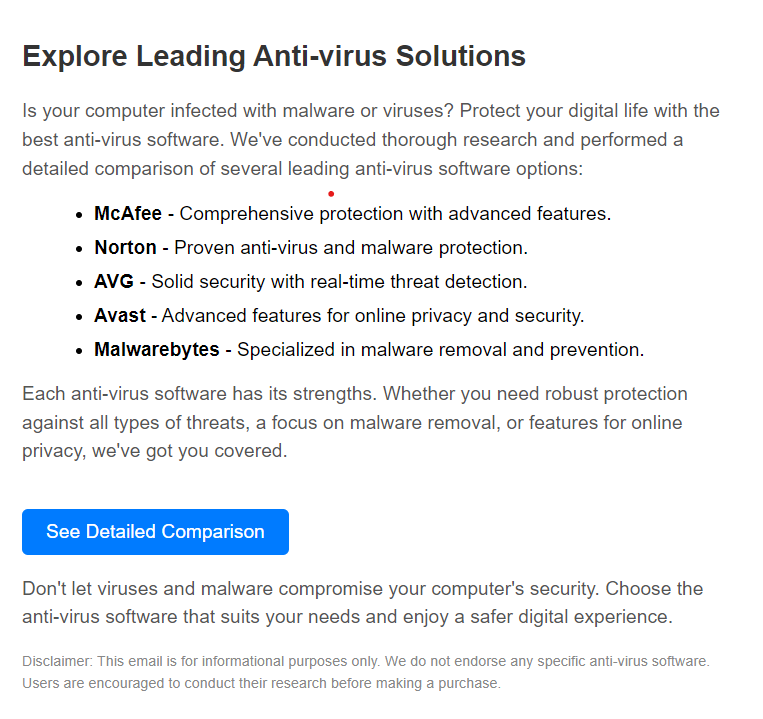 Explore Leading Anti-virus Solutions
Is your computer infected with malware or viruses? Protect your digital life with the
best anti-virus software. We've conducted thorough research and performed a
detailed comparison of several leading anti-virus software options:
• McAfee - Comprehensive protection with advanced features.
• Norton - Proven anti-virus and malware protection.
• AVG - Solid security with real-time threat detection.
• Avast - Advanced features for online privacy and security.
• Malwarebytes - Specialized in malware removal and prevention.
Each anti-virus software has its strengths. Whether you need robust protection
against all types of threats, a focus on malware removal, or features for online
privacy, we've got you covered.
See Detailed Comparison
Don't let viruses and malware compromise your computer's security. Choose the
anti-virus software that suits your needs and enjoy a safer digital experience.
Disclaimer: This email is for informational purposes only. We do not endorse any specific anti-virus software.
Users are encouraged to conduct their research before making a purchase.